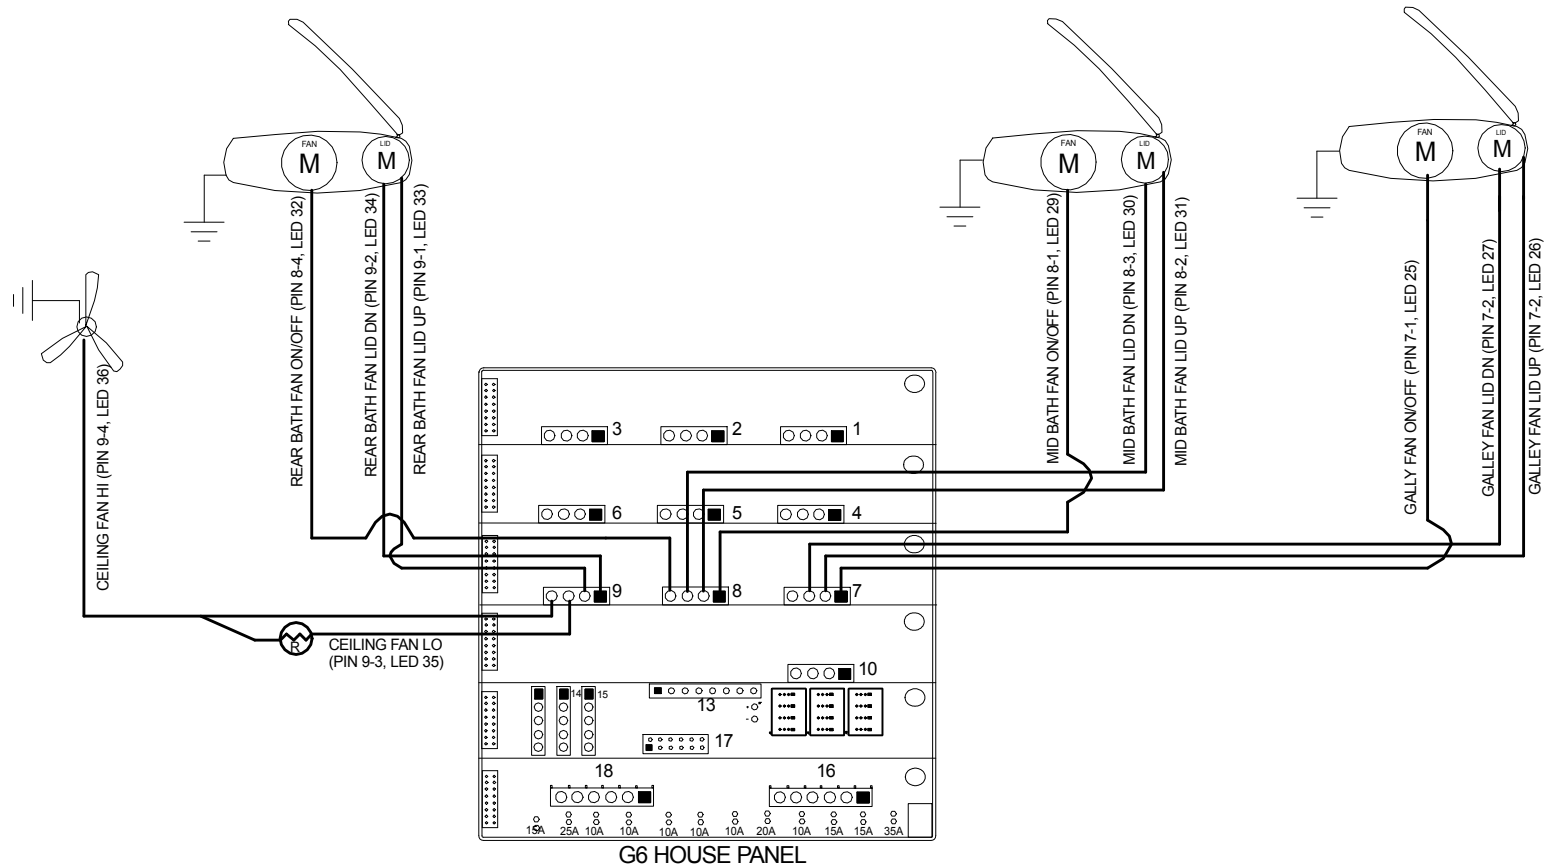 FAN
M
LID
M
FAN
M
LID
M
FAN
M
LID
M
CEILING FAN HI (PIN 9-4, LED 36)
REAR BATH FAN ON/OFF (PIN 8-4, LED 32)
REAR BATH FAN LID DN (PIN 9-2, LED 34)
REAR BATH FAN LID UP (PIN 9-1, LED 33)
MID BATH FAN ON/OFF (PIN 8-1, LED 29)
MID BATH FAN LID DN (PIN 8-3, LED 30)
MID BATH FAN LID UP (PIN 8-2, LED 31)
GALLY FAN ON/OFF (PIN 7-1, LED 25)
GALLEY FAN LID DN (PIN 7-2, LED 27)
GALLEY FAN LID UP (PIN 7-2, LED 26)
3 2 1
6 5 4
9 8 7
R
CEILING FAN LO
(PIN 9-3, LED 35)
10
14 15
13
17
18 16
15A 25A 10A 10A 10A 10A 10A 20A 10A 15A 15A 35A
G6 HOUSE PANEL